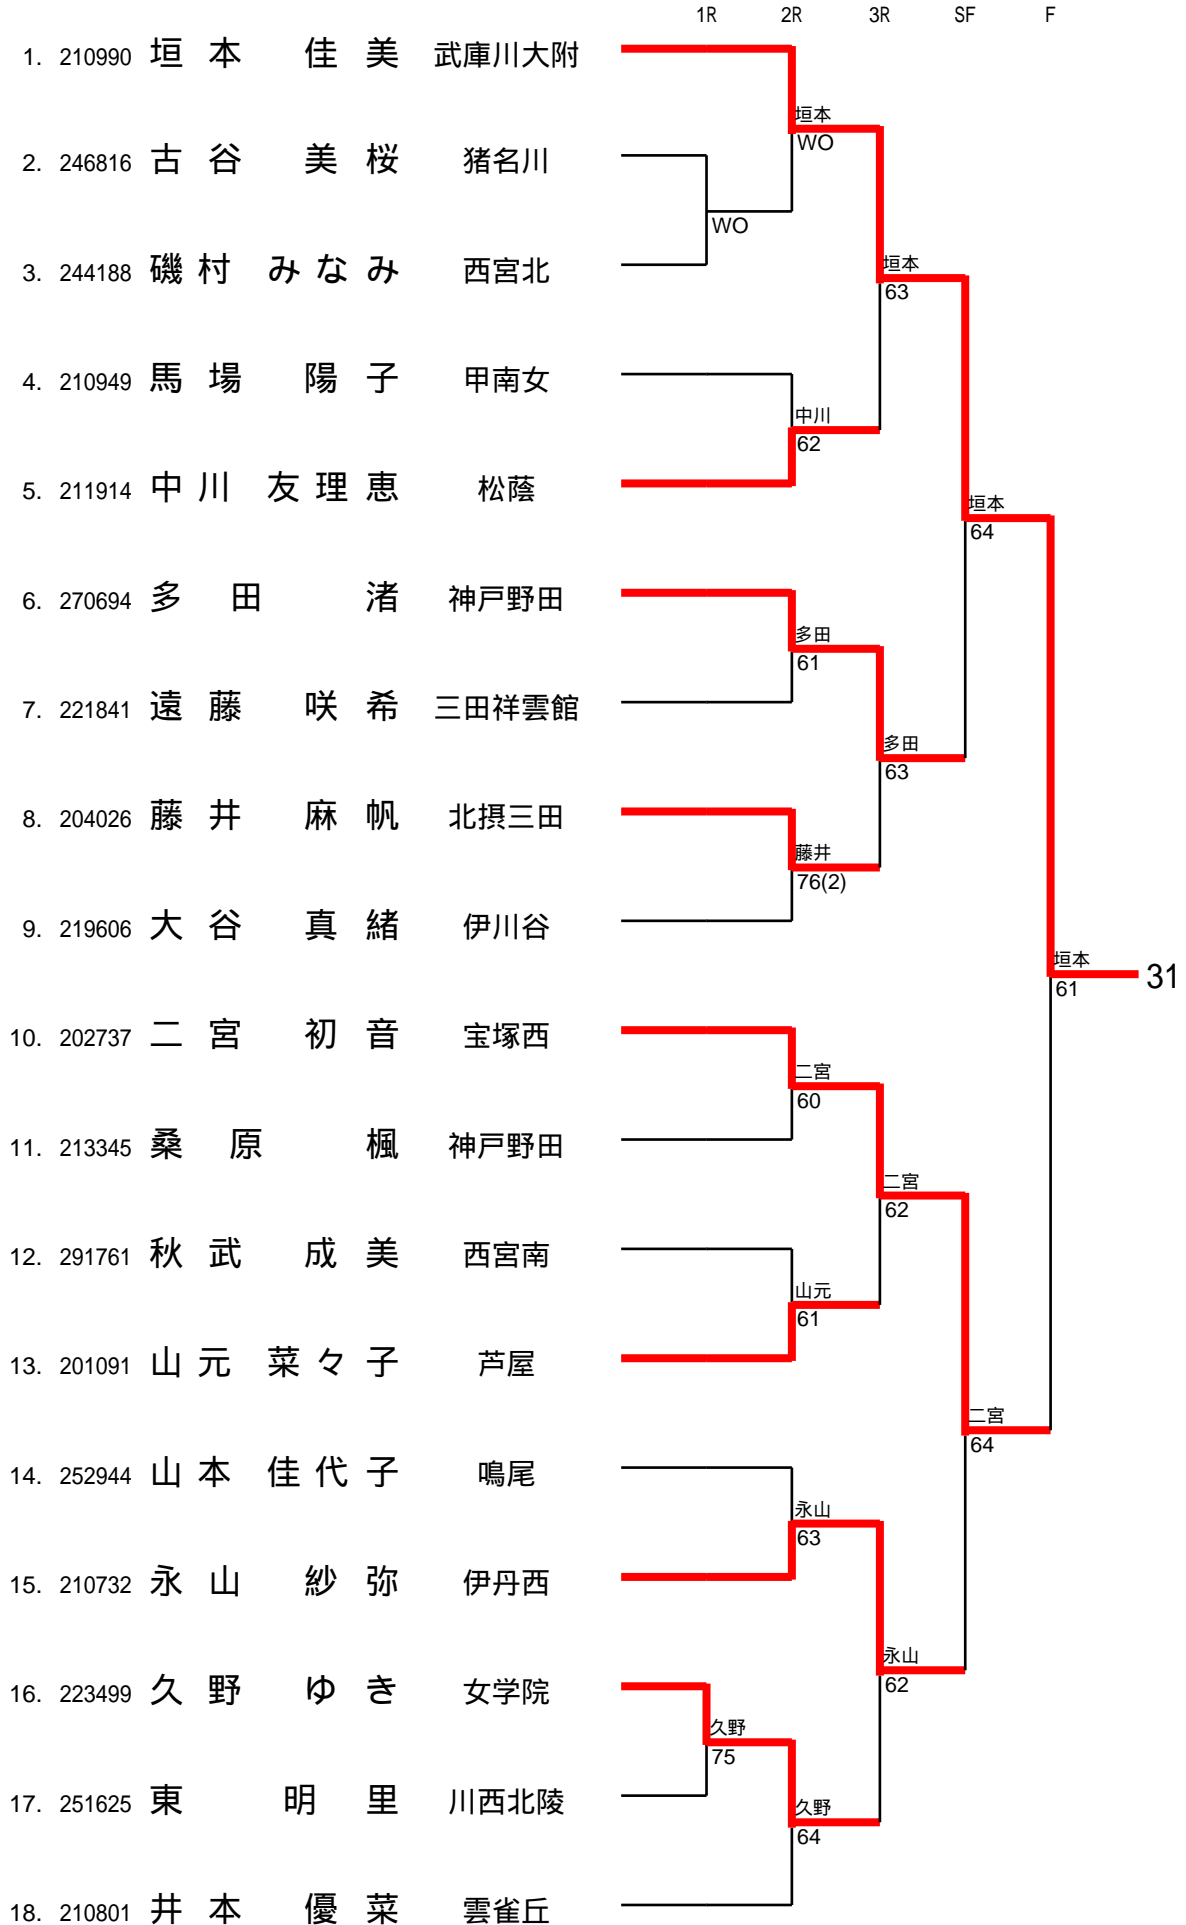 1R 2R 3R SF F
1. 210990 垣本 佳美 武庫川大附
垣本
WO
2. 246816 古谷 美桜 猪名川
WO
3. 244188 磯村 みなみ 西宮北
垣本
63
4. 210949 馬場 陽子 甲南女
中川
62
5. 211914 中川 友理恵 松蔭
垣本
64
6. 270694 多田 渚 神戸野田
多田
61
7. 221841 遠藤 咲希 三田祥雲館
多田
63
8. 204026 藤井 麻帆 北摂三田
藤井
76(2)
9. 219606 大谷 真緒 伊川谷
垣本
61
31
10. 202737 二宮 初音 宝塚西
二宮
60
11. 213345 桑原 楓 神戸野田
二宮
62
12. 291761 秋武 成美 西宮南
山元
61
13. 201091 山元 菜々子 芦屋
二宮
64
14. 252944 山本 佳代子 鳴尾
永山
63
15. 210732 永山 紗弥 伊丹西
永山
62
16. 223499 久野 ゆき 女学院
久野
75
17. 251625 東 明里 川西北陵
久野
64
18. 210801 井本 優菜 雲雀丘